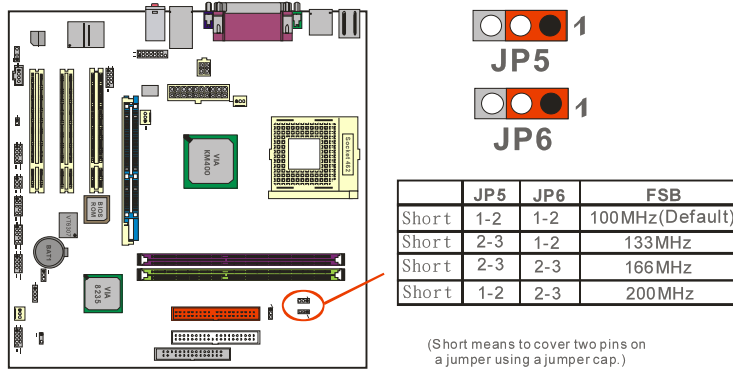 1
JP5
1
JP6
VIA
KM400
Socket 462
BIOS
ROM
BAT1
VIA
8235
JP5 JP6 FSB
Short 1-2 1-2 100MHz(Default)
Short 2-3 1-2 133MHz
Short 2-3 2-3 166MHz
Short 1-2 2-3 200MHz
(Short means to cover two pins on
a jumper using a jumper cap.)